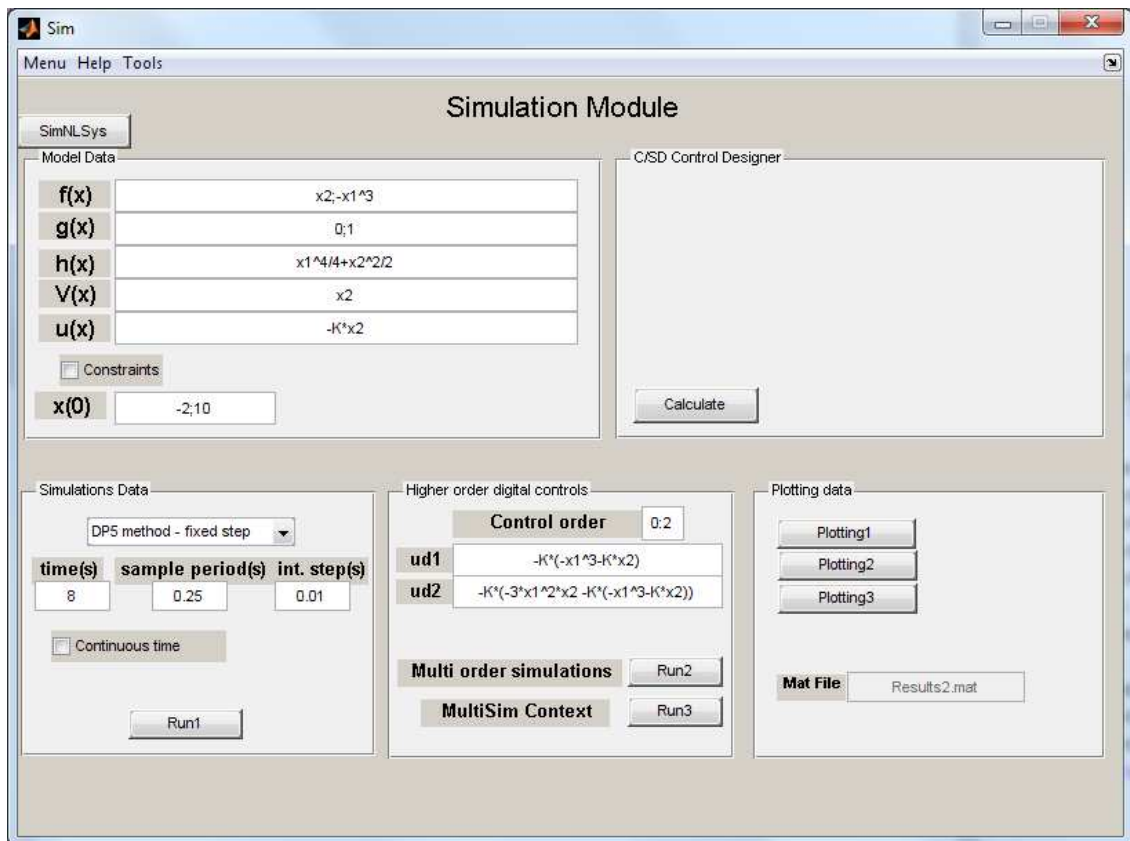 Sim
Menu Help Tools
Simulation Module
SimNLSys
Model Data
f(x) x2;-x1^3
g(x) 0;1
h(x) x1^4/4+x2^2/2
V(x) x2
u(x) -K*x2
Constraints
x(0) -2;10
C/SD Control Designer
Calculate
Simulations Data
DP5 method - fixed step
time(s) sample period(s) int. step(s)
8 0.25 0.01
Continuous time
Run1
Higher order digital controls
Control order 0:2
ud1 -K*(-x1^3-K*x2)
ud2 -K*(-3*x1^2*x2 -K*(-x1^3-K*x2))
Multi order simulations Run2
MultiSim Context Run3
Plotting data
Plotting1
Plotting2
Plotting3
Mat File Results2.mat